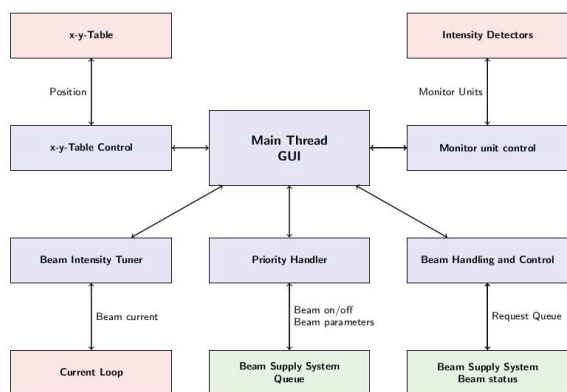 x-y-Table
Intensity Detectors
Position
Monitor Units
x-y-Table Control
Main Thread
GUI
Monitor unit control
Beam Intensity Tuner
Priority Handler
Beam Handling and Control
Beam current
Beam on/off
Beam parameters
Request Queue
Current Loop
Beam Supply System
Queue
Beam Supply System
Beam status